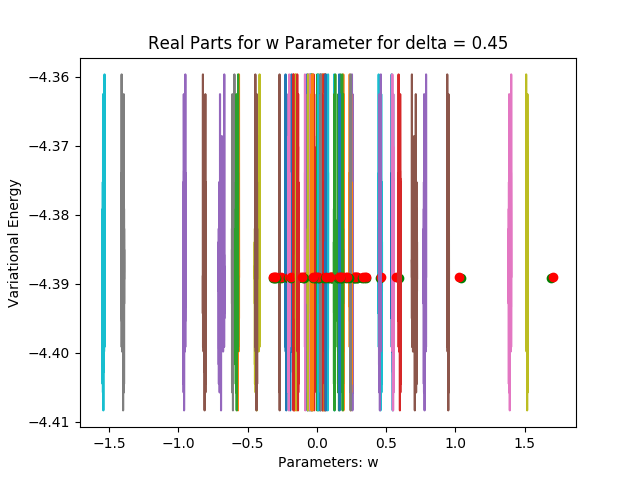 Real Parts for w Parameter for delta = 0.45
−4.36
−4.37
−4.38
−4.39
−4.40
−4.41
Variational Energy
−1.5 −1.0 −0.5 0.0 0.5 1.0 1.5
Parameters: w